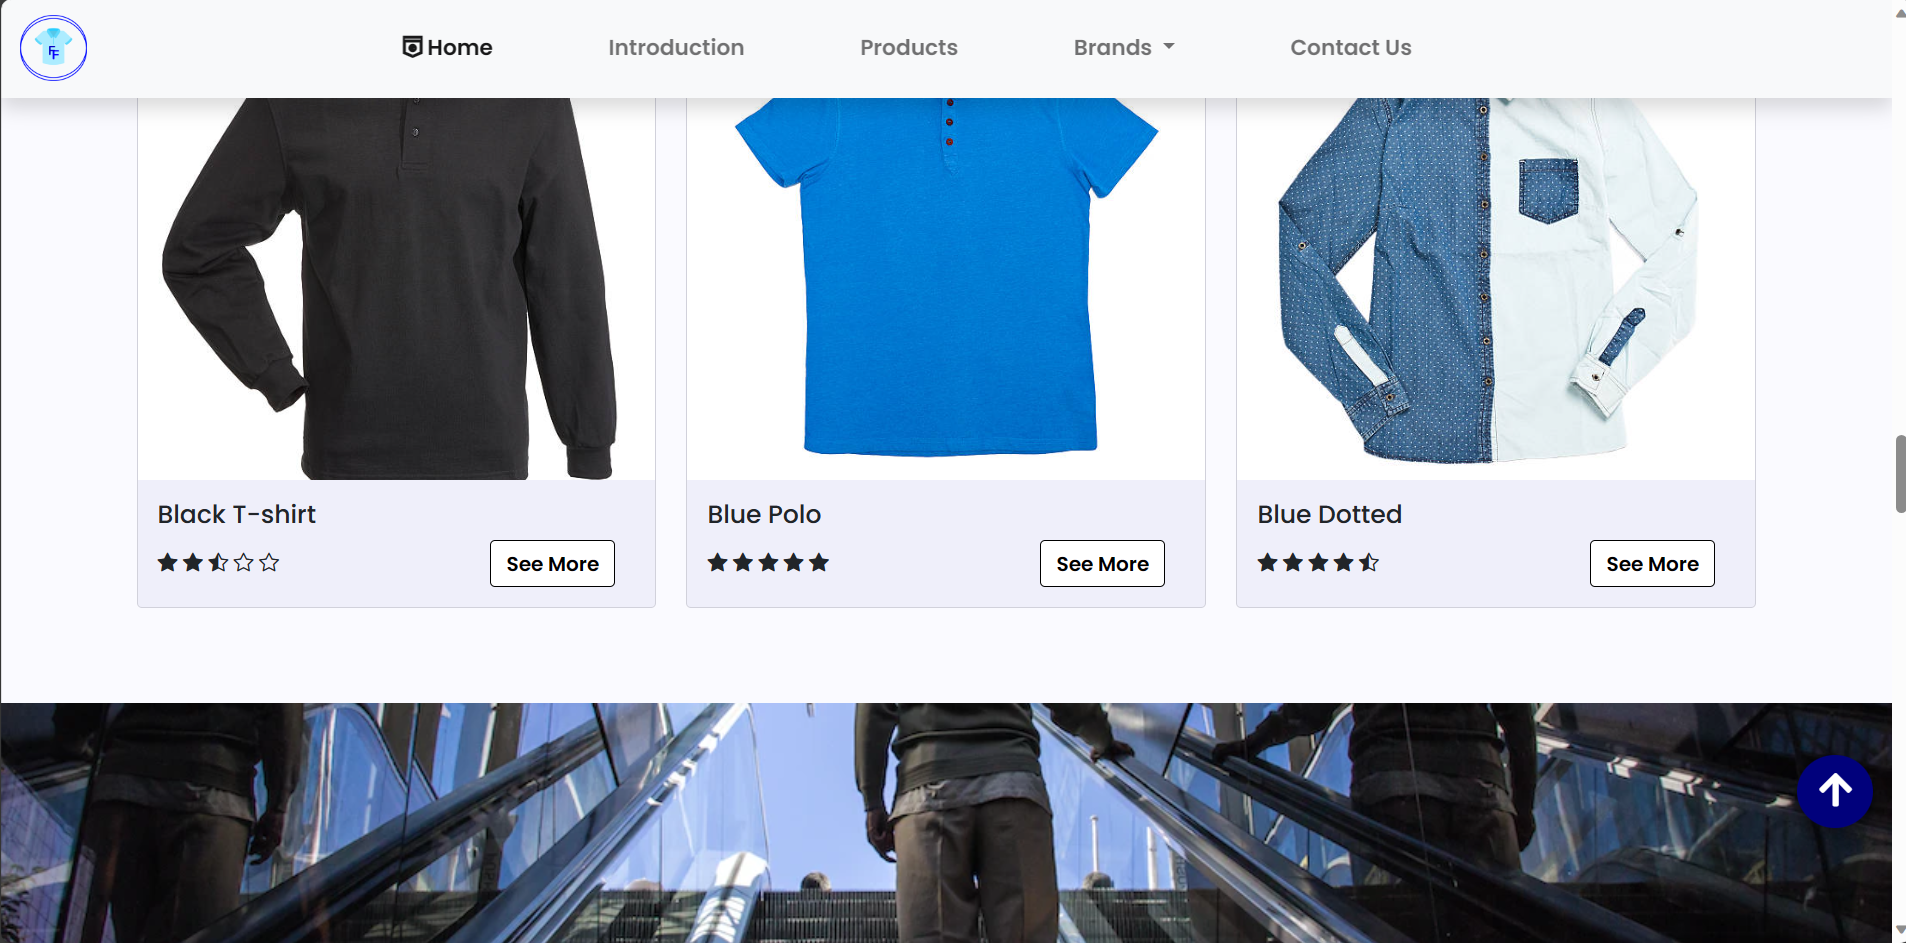 FF
Home
Introduction
Products
Brands
Contact Us
Black T-shirt
See More
Blue Polo
See More
Blue Dotted
See More